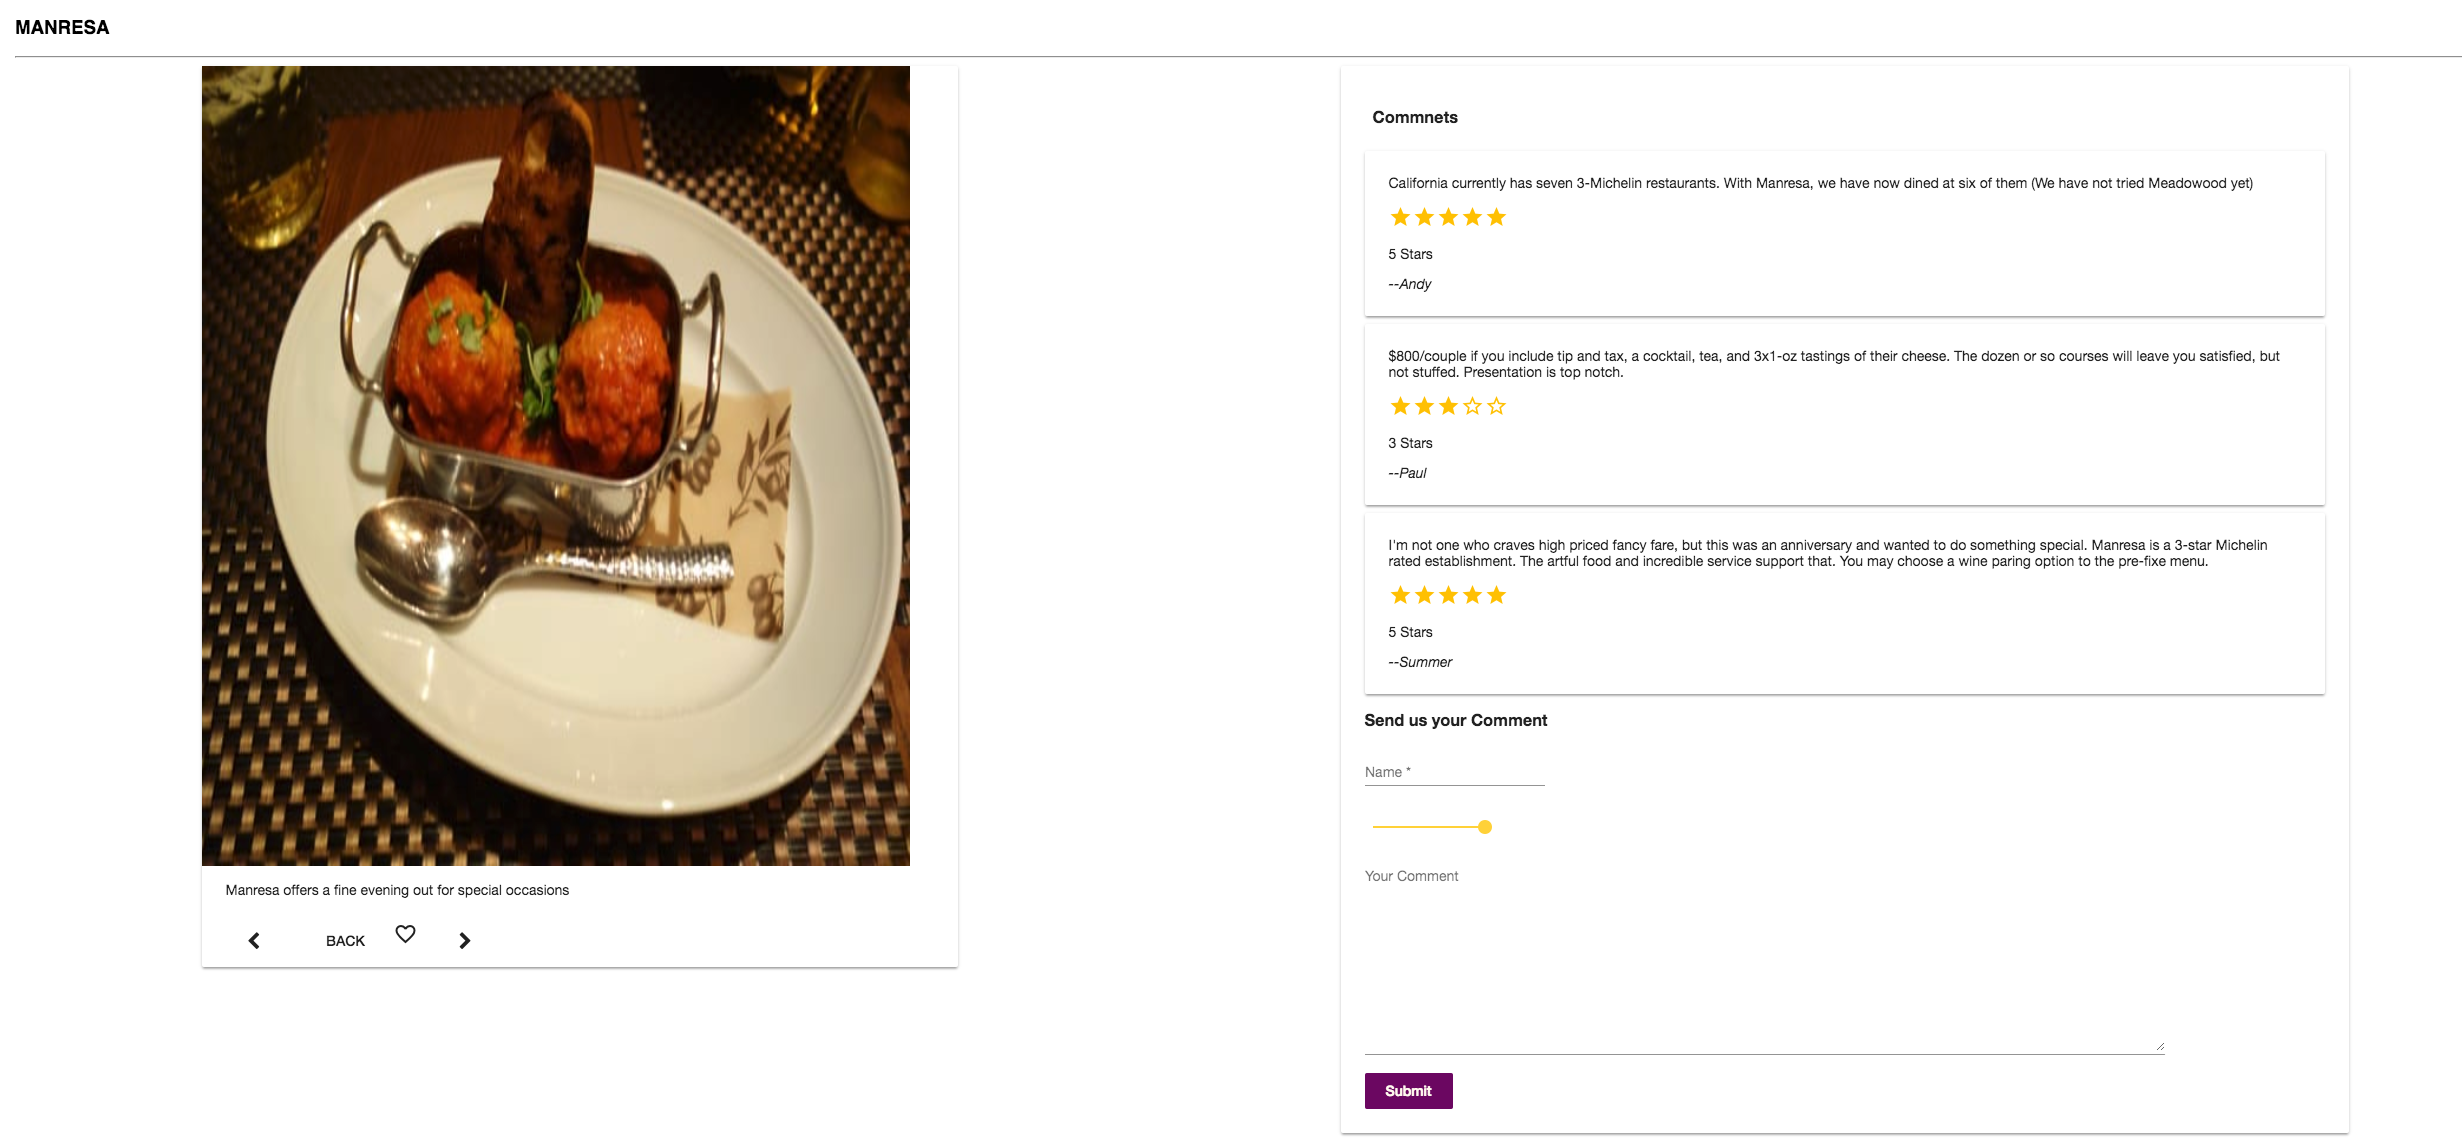 MANRESA
Manresa offers a fine evening out for special occasions
BACK
Commnets
California currently has seven 3-Michelin restaurants. With Manresa, we have now dined at six of them (We have not tried Meadowood yet)
5 Stars
--Andy
$800/couple if you include tip and tax, a cocktail, tea, and 3x1-oz tastings of their cheese. The dozen or so courses will leave you satisfied, but
not stuffed. Presentation is top notch.
3 Stars
--Paul
I'm not one who craves high priced fancy fare, but this was an anniversary and wanted to do something special. Manresa is a 3-star Michelin
rated establishment. The artful food and incredible service support that. You may choose a wine paring option to the pre-fixe menu.
5 Stars
--Summer
Send us your Comment
Name *
Your Comment
Submit